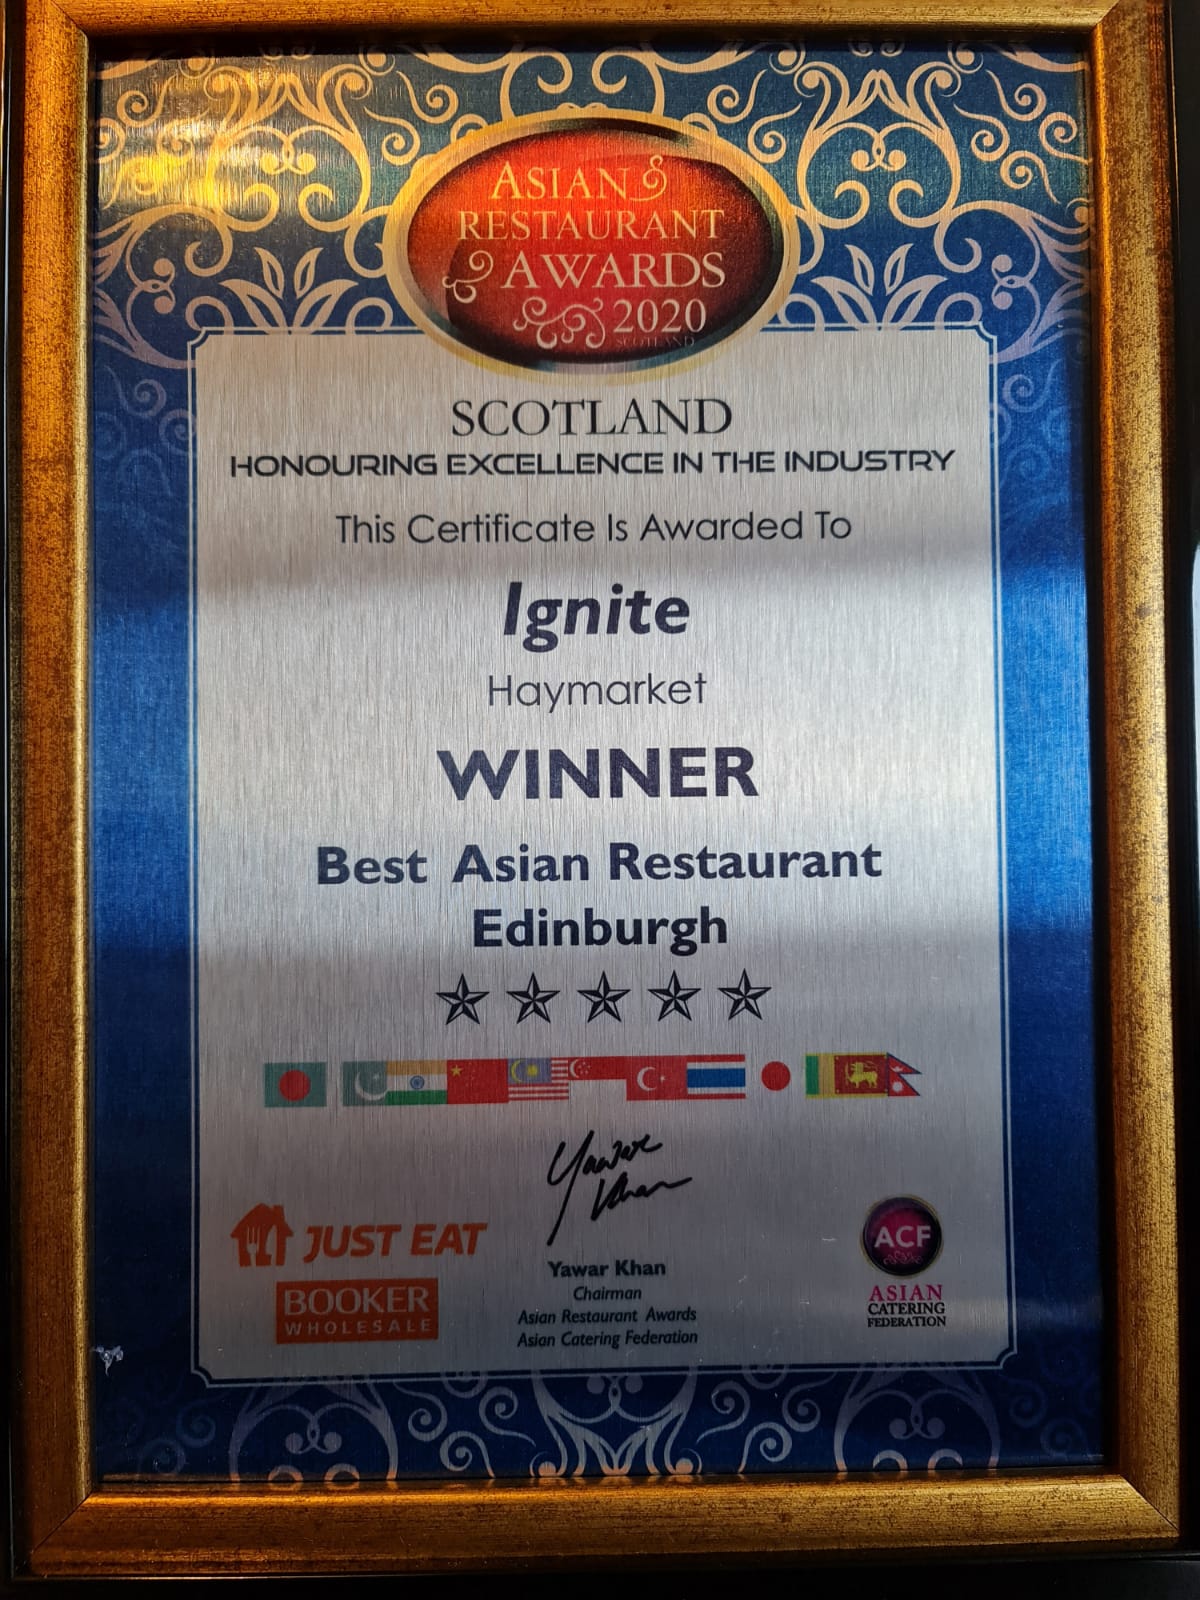 ASIAN
RESTAURANT
AWARDS
2020
SCOTLAND
SCOTLAND
HONOURING EXCELLENCE IN THE INDUSTRY
This Certificate Is Awarded To
Ignite
Haymarket
WINNER
Best Asian Restaurant
Edinburgh
Yawar
Khan
JUST EAT
BOOKER
WHOLESALE
Yawar Khan
Chairman
Asian Restaurant Awards
Asian Catering Federation
ACF
ASIAN
CATERING
FEDERATION